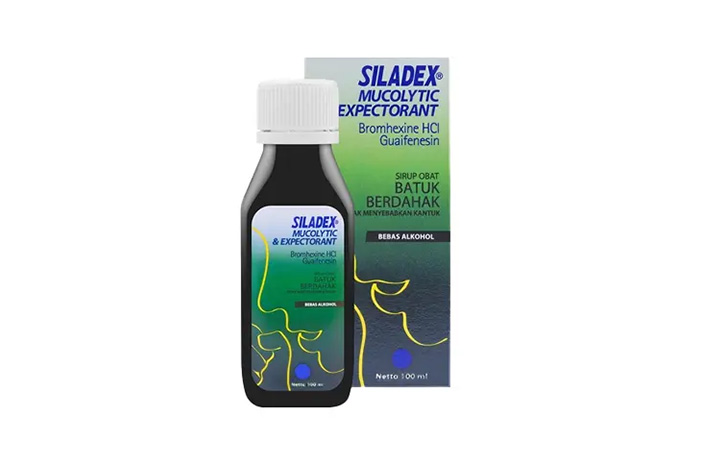 SILADEX®
MUCOLYTIC
EXPECTORANT
Bromhexine HCl
Guaifenesin
SIRUP OBAT
BATUK
BERDAHAK
AK MENYEBABKAN KANTUK
BEBAS ALKOHOL
Netto 100 ml
SILADEX®
MUCOLYTIC
& EXPECTORANT
Bromhexine HCl
Guaifenesin
BATUK
BERDAHAK
BEBAS ALKOHOL
Netto 100 ml